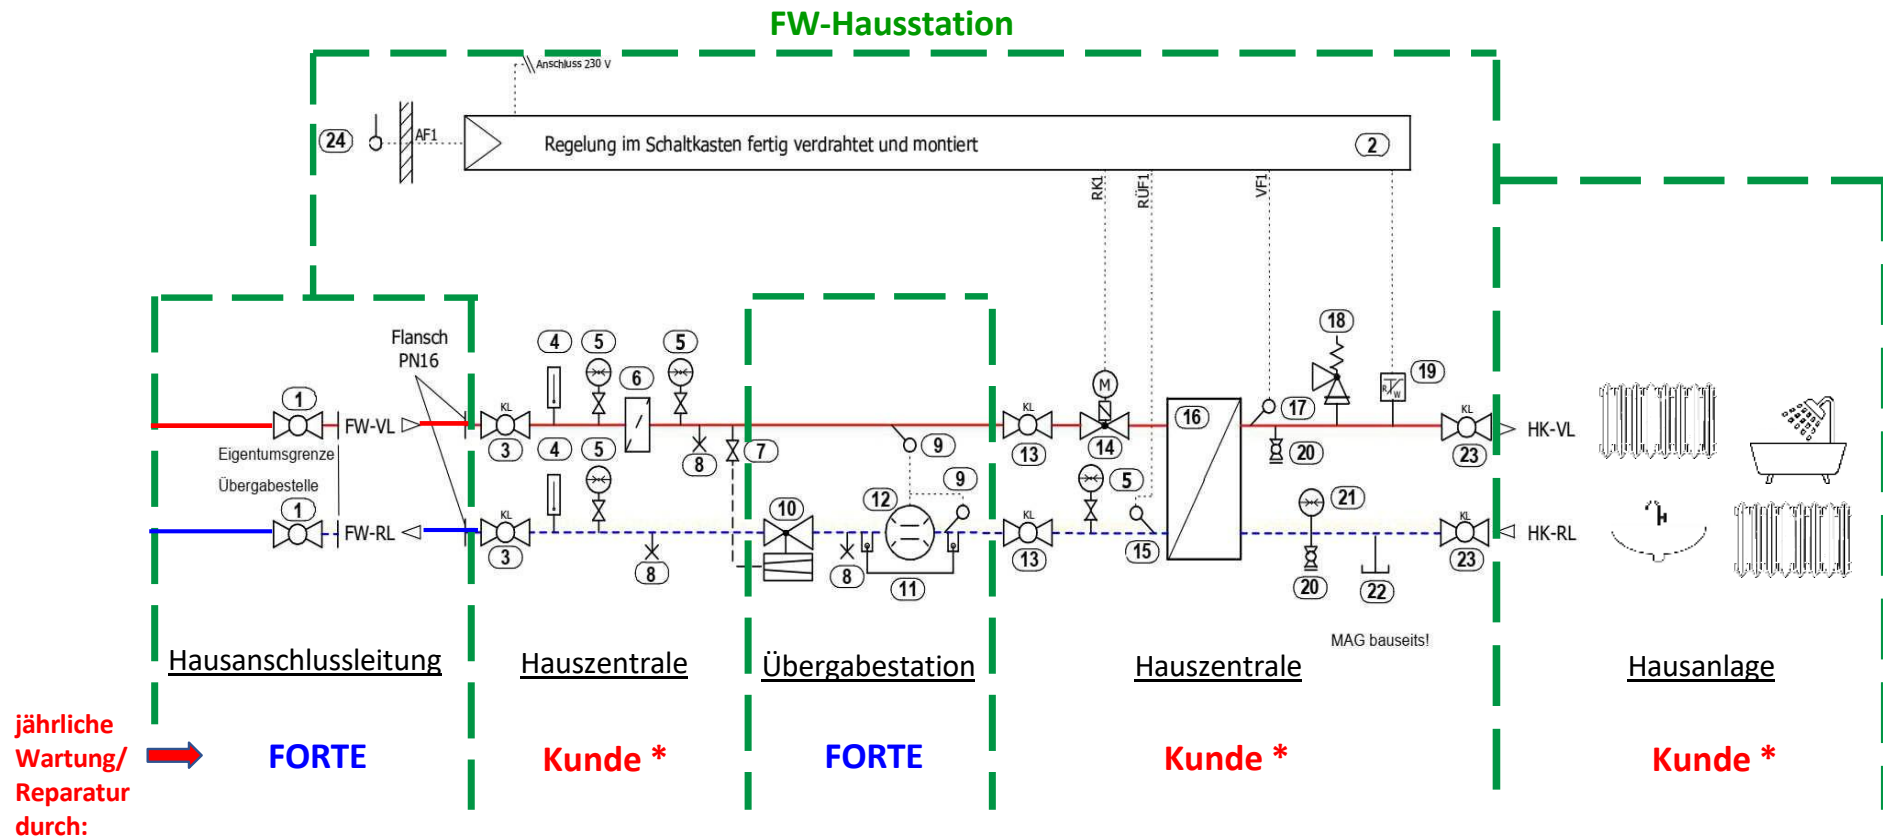 FW-Hausstation
Anschluss 230 V
24
AF1
Regelung im Schaltkasten fertig verdrahtet und montiert
2
RK1
RÜF1
VF1
Flansch
PN16
4
5
5
6
18
19
1
KL
M
KL
16
17
R
W
KL
FW-VL
HK-VL
3
4
5
8
7
9
13
14
20
23
Eigentumsgrenze
Übergabestelle
9
5
1
10
12
21
KL
KL
KL
FW-RL
HK-RL
3
8
8
11
13
15
20
22
23
MAG bauseits!
Hausanschlussleitung
Hauszentrale
Übergabestation
Hauszentrale
Hausanlage
jährliche
Wartung/
Reparatur
durch:
FORTE
Kunde *
FORTE
Kunde *
Kunde *